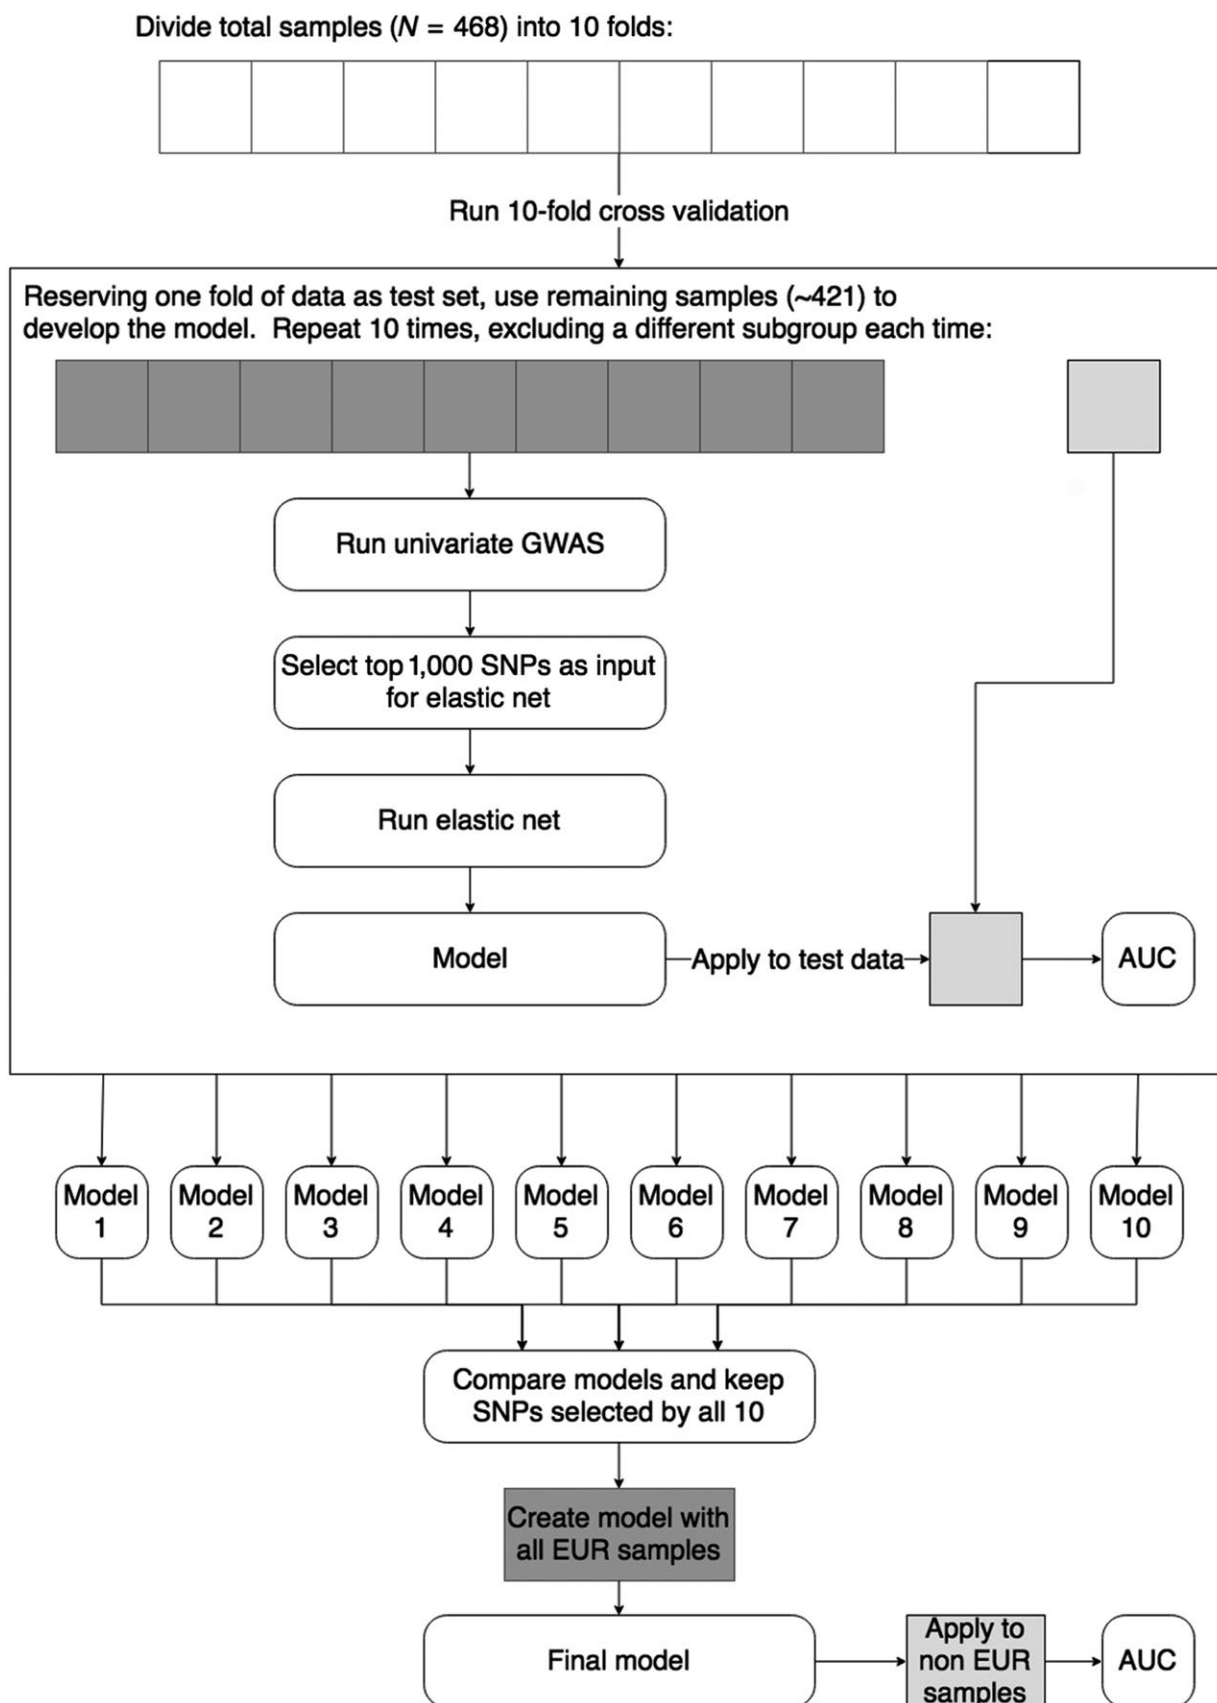 Divide total samples (N = 468) into 10 folds:
Run 10-fold cross validation
Reserving one fold of data as test set, use remaining samples (~421) to
develop the model.  Repeat 10 times, excluding a different subgroup each time:
Run univariate GWAS
Select top 1,000 SNPs as input
for elastic net
Run elastic net
Model
Apply to test data
AUC
Model
1
Model
2
Model
3
Model
4
Model
5
Model
6
Model
7
Model
8
Model
9
Model
10
Compare models and keep
SNPs selected by all 10
Create model with
all EUR samples
Final model
Apply to
non EUR
samples
AUC